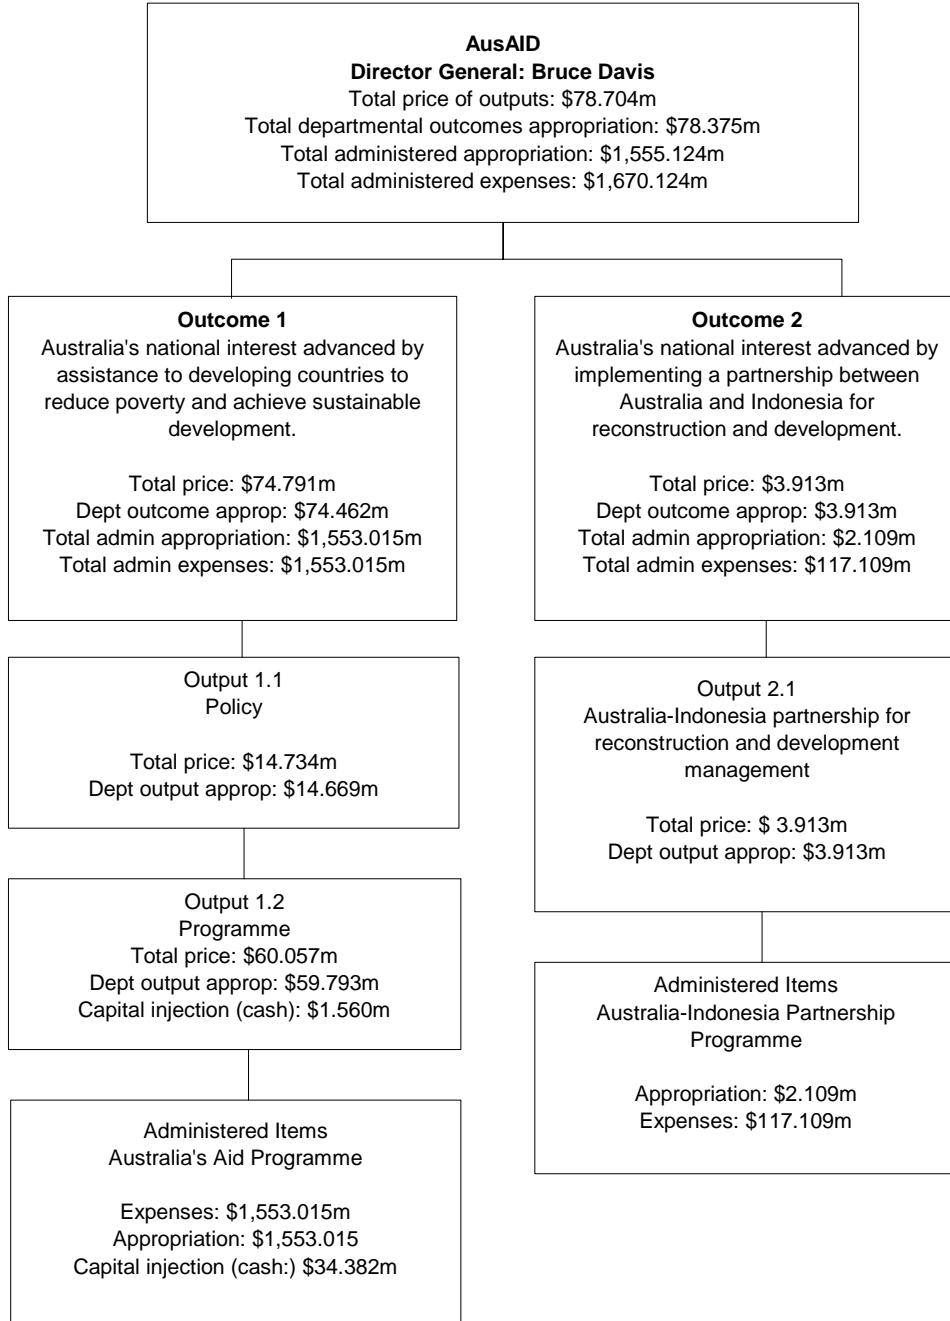 AusAID
Director General: Bruce Davis
Total price of outputs: $78.704m
Total departmental outcomes appropriation: $78.375m
Total administered appropriation: $1,555.124m
Total administered expenses: $1,670.124m
Outcome 1
Australia's national interest advanced by
assistance to developing countries to
reduce poverty and achieve sustainable
development.
Total price: $74.791m
Dept outcome approp: $74.462m
Total admin appropriation: $1,553.015m
Total admin expenses: $1,553.015m
Outcome 2
Australia's national interest advanced by
implementing a partnership between
Australia and Indonesia for
reconstruction and development.
Total price: $3.913m
Dept outcome approp: $3.913m
Total admin appropriation: $2.109m
Total admin expenses: $117.109m
Output 1.1
Policy
Total price: $14.734m
Dept output approp: $14.669m
Output 2.1
Australia-Indonesia partnership for
reconstruction and development
management
Total price: $ 3.913m
Dept output approp: $3.913m
Output 1.2
Programme
Total price: $60.057m
Dept output approp: $59.793m
Capital injection (cash): $1.560m
Administered Items
Australia-Indonesia Partnership
Programme
Appropriation: $2.109m
Expenses: $117.109m
Administered Items
Australia's Aid Programme
Expenses: $1,553.015m
Appropriation: $1,553.015
Capital injection (cash:) $34.382m